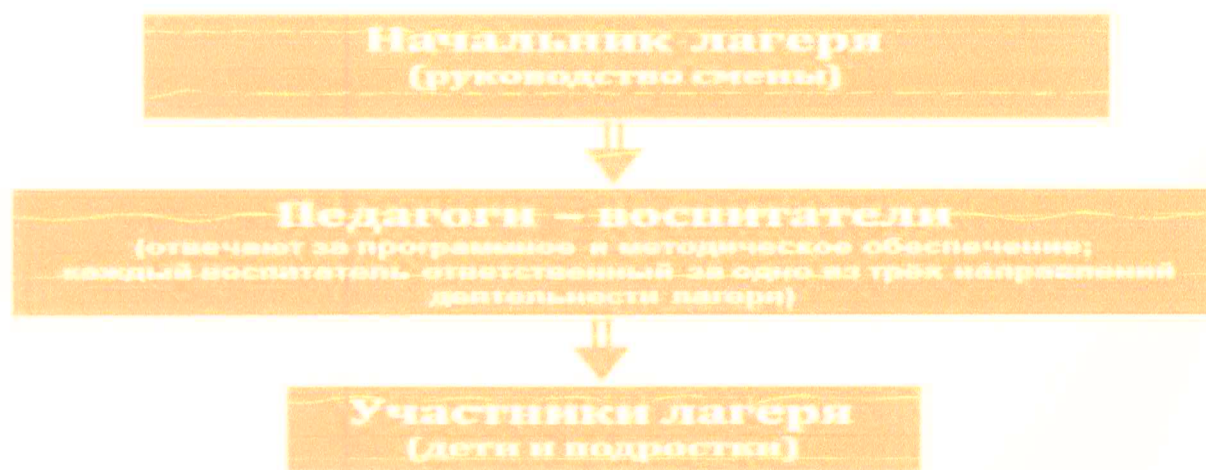 Начальник лагеря
(руководство смены)
Педагоги – воспитатели
(отвечают за программное и методическое обеспечение;
каждый воспитатель ответственный за одно из трёх направлений
деятельности лагеря)
Участники лагеря
(дети и подростки)